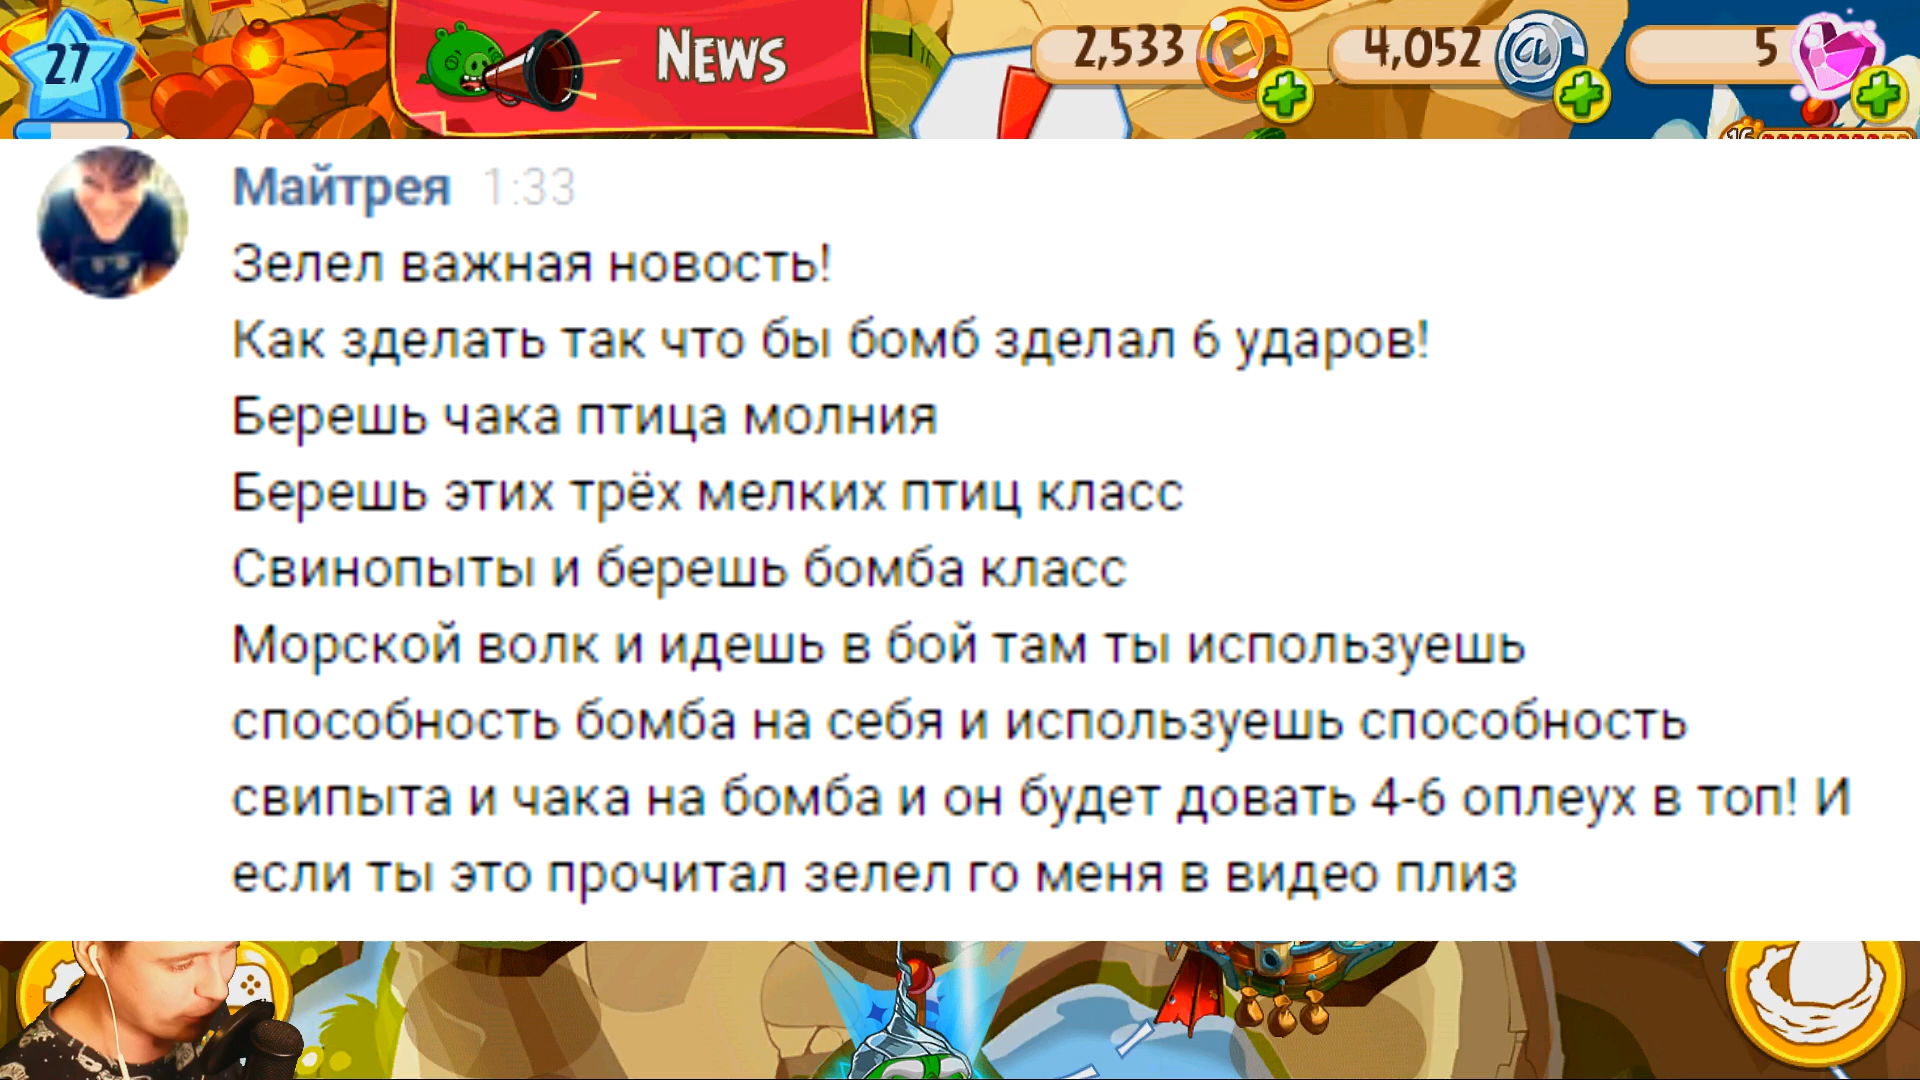 27
NEWS
2,533
4,052
5
16
Майтрея 1:33
Зелел важная новость!
Как зделать так что бы бомб зделал 6 ударов!
Берешь чака птица молния
Берешь этих трёх мелких птиц класс
Свинопыты и берешь бомба класс
Морской волк и идешь в бой там ты используешь
способность бомба на себя и используешь способность
свипыта и чака на бомба и он будет довать 4-6 оплеух в топ! И
если ты это прочитал зелел го меня в видео плиз